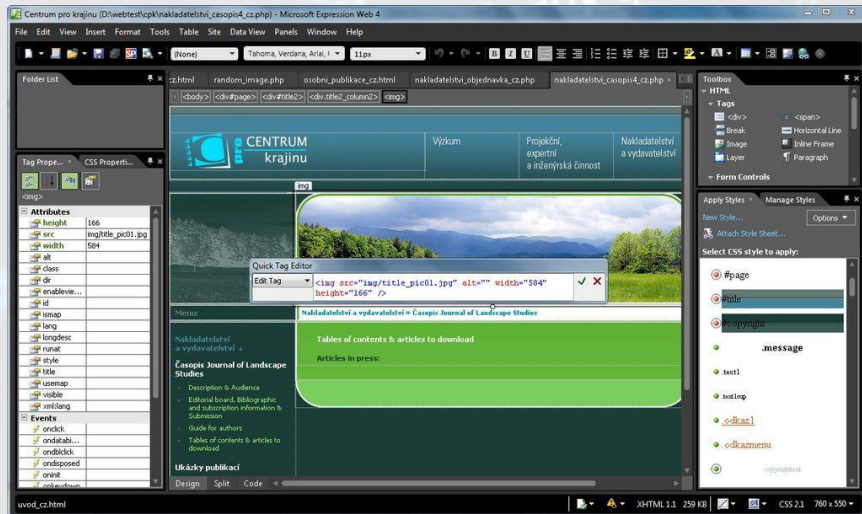 Centrum pro krajinu (D:\webtest\cpk\nakladatelstvi_casopis4_cz.php) - Microsoft Expression Web 4
File Edit View Insert Format Tools Table Site Data View Panels Window Help
(None) Tahoma, Verdana, Arial, 11px
B I U
Folder List
z.html random_image.php osobni_publikace_cz.html nakladatelstvi_objednavka_cz.php nakladatelstvi_casopis4_cz.php
<body> <div#page> <div#title2> <div.title2_column2> <img>
pro CENTRUM
krajinu
Výzkum
Projekční,
expertní
a inženýrská činnost
Nakladatelství
a vydavatelství
img
Tag Prope... CSS Properti...
<img>
Attributes
height 166
src img/title_pic01.jpg
width 584
alt
class
dir
enablevie...
id
ismap
lang
longdesc
runat
style
title
usemap
visible
xml:lang
Events
onclick
ondatabi...
ondblclick
ondisposed
oninit
onkeydown
Quick Tag Editor
Edit Tag
<img src="img/title_pic01.jpg" alt="" width="584"
height="166" />
Menu:
Nakladatelství a vydavatelství » Časopis Journal of Landscape Studies
Nakladatelství
a vydavatelství ↓
Časopis Journal of Landscape
Studies
Description & Audience
Editorial board, Bibliographic
and subscription information &
Submission
Guide for authors
Tables of contents & articles to
download
Ukázky publikací
Tables of contents & articles to download
Articles in press:
Design Split Code
Toolbox
HTML
Tags
<div> <span>
Break Horizontal Line
Image Inline Frame
Layer Paragraph
Form Controls
Apply Styles Manage Styles
New Style... Options
Attach Style Sheet...
Select CSS style to apply:
#page
#title
#copyright
.message
.text1
.odkaz1
.odkazmenu
uvod_cz.html
XHTML 1.1 259 KB CSS 2.1 760 x 550